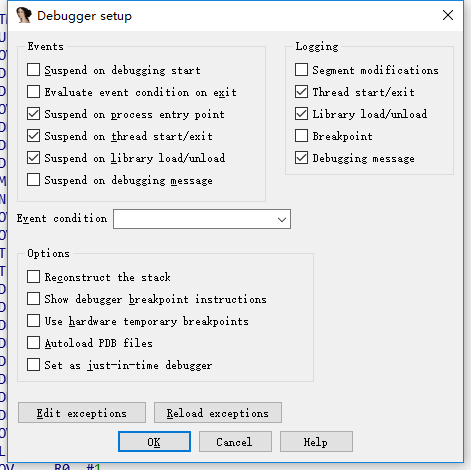 Debugger setup
Events
Suspend on debugging start
Evaluate event condition on exit
Suspend on process entry point
Suspend on thread start/exit
Suspend on library load/unload
Suspend on debugging message
Logging
Segment modifications
Thread start/exit
Library load/unload
Breakpoint
Debugging message
Event condition
Options
Reconstruct the stack
Show debugger breakpoint instructions
Use hardware temporary breakpoints
Autoload PDB files
Set as just-in-time debugger
Edit exceptions
Reload exceptions
OK
Cancel
Help
R0, #1